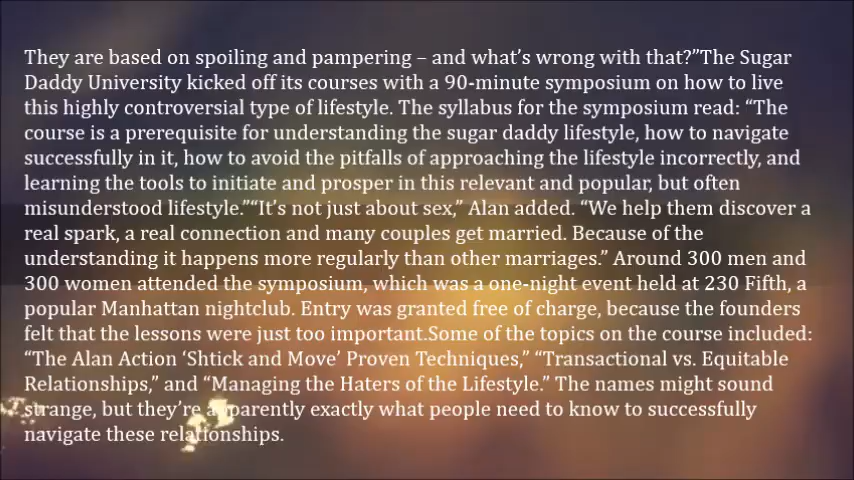 They are based on spoiling and pampering – and what’s wrong with that?”The Sugar
Daddy University kicked off its courses with a 90-minute symposium on how to live
this highly controversial type of lifestyle. The syllabus for the symposium read: “The
course is a prerequisite for understanding the sugar daddy lifestyle, how to navigate
successfully in it, how to avoid the pitfalls of approaching the lifestyle incorrectly, and
learning the tools to initiate and prosper in this relevant and popular, but often
misunderstood lifestyle.”“It’s not just about sex,” Alan added. “We help them discover a
real spark, a real connection and many couples get married. Because of the
understanding it happens more regularly than other marriages.” Around 300 men and
300 women attended the symposium, which was a one-night event held at 230 Fifth, a
popular Manhattan nightclub. Entry was granted free of charge, because the founders
felt that the lessons were just too important.Some of the topics on the course included:
“The Alan Action ‘Shtick and Move’ Proven Techniques,” “Transactional vs. Equitable
Relationships,” and “Managing the Haters of the Lifestyle.” The names might sound
strange, but they’re apparently exactly what people need to know to successfully
navigate these relationships.